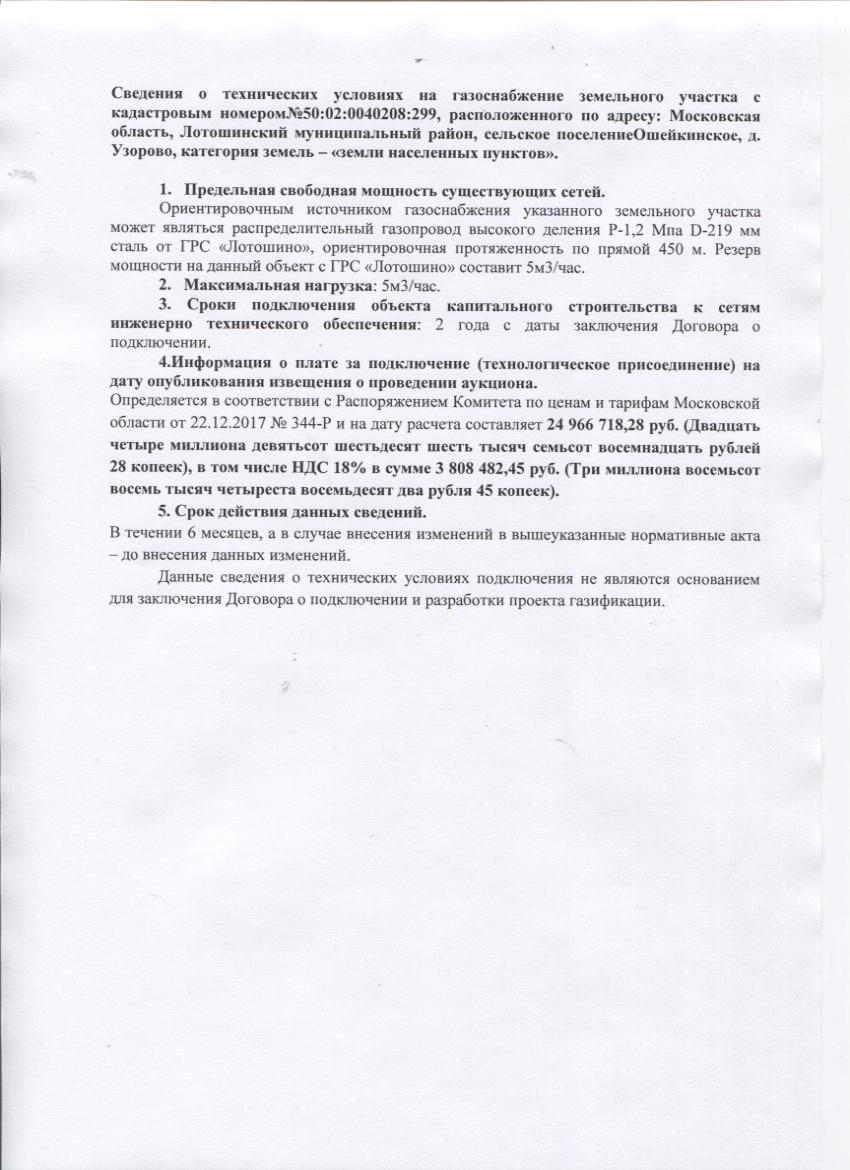 Сведения о технических условиях на газоснабжение земельного участка с
кадастровым номером№50:02:0040208:299, расположенного по адресу: Московская
область, Лотошинский муниципальный район, сельское поселениеОшейкинское, д.
Узорово, категория земель – «земли населенных пунктов».
1. Предельная свободная мощность существующих сетей.
Ориентировочным источником газоснабжения указанного земельного участка
может являться распределительный газопровод высокого деления Р-1,2 Мпа D-219 мм
сталь от ГРС «Лотошино», ориентировочная протяженность по прямой 450 м. Резерв
мощности на данный объект с ГРС «Лотошино» составит 5м3/час.
2. Максимальная нагрузка: 5м3/час.
3. Сроки подключения объекта капитального строительства к сетям
инженерно технического обеспечения: 2 года с даты заключения Договора о
подключении.
4.Информация о плате за подключение (технологическое присоединение) на
дату опубликования извещения о проведении аукциона.
Определяется в соответствии с Распоряжением Комитета по ценам и тарифам Московской
области от 22.12.2017 № 344-Р и на дату расчета составляет 24 966 718,28 руб. (Двадцать
четыре миллиона девятьсот шестьдесят шесть тысяч семьсот восемнадцать рублей
28 копеек), в том числе НДС 18% в сумме 3 808 482,45 руб. (Три миллиона восемьсот
восемь тысяч четыреста восемьдесят два рубля 45 копеек).
5. Срок действия данных сведений.
В течении 6 месяцев, а в случае внесения изменений в вышеуказанные нормативные акта
– до внесения данных изменений.
Данные сведения о технических условиях подключения не являются основанием
для заключения Договора о подключении и разработки проекта газификации.